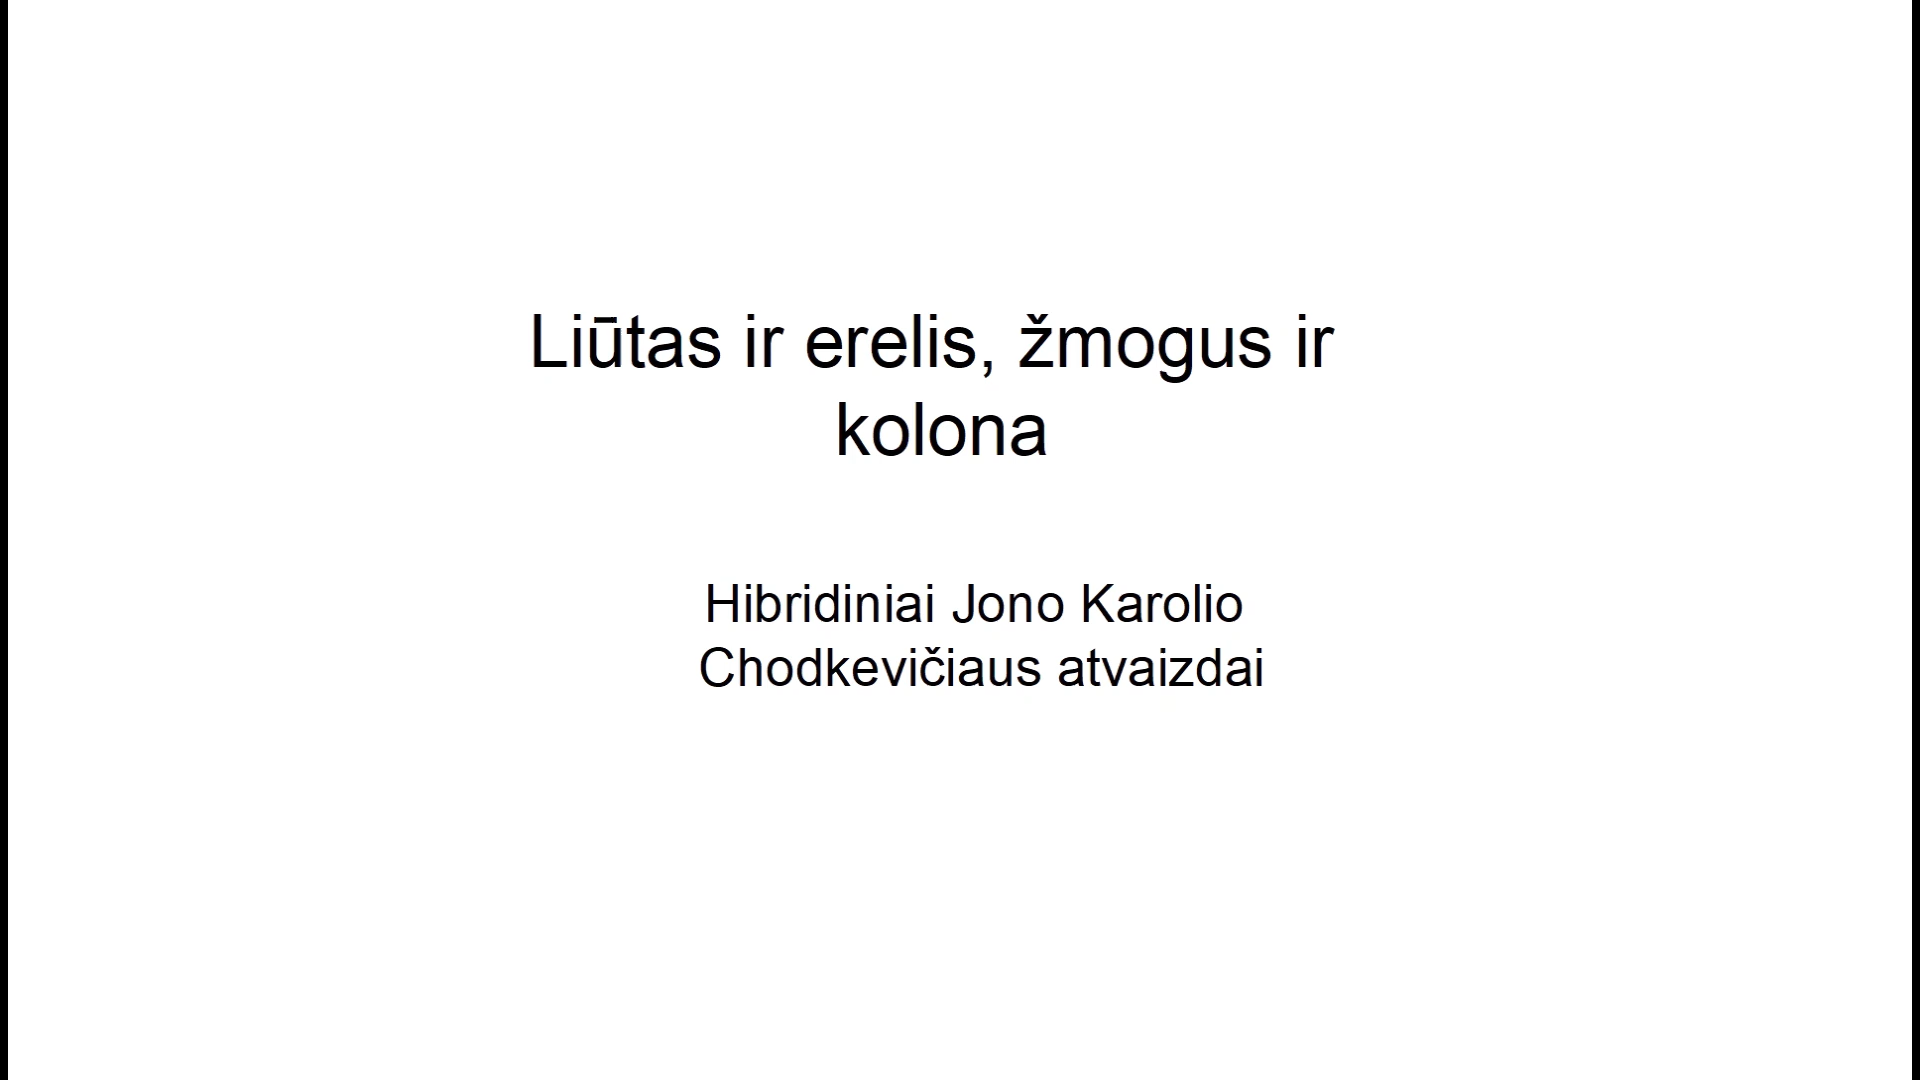 Liūtas ir erelis, žmogus ir
kolona
Hibridiniai Jono Karolio
Chodkevičiaus atvaizdai